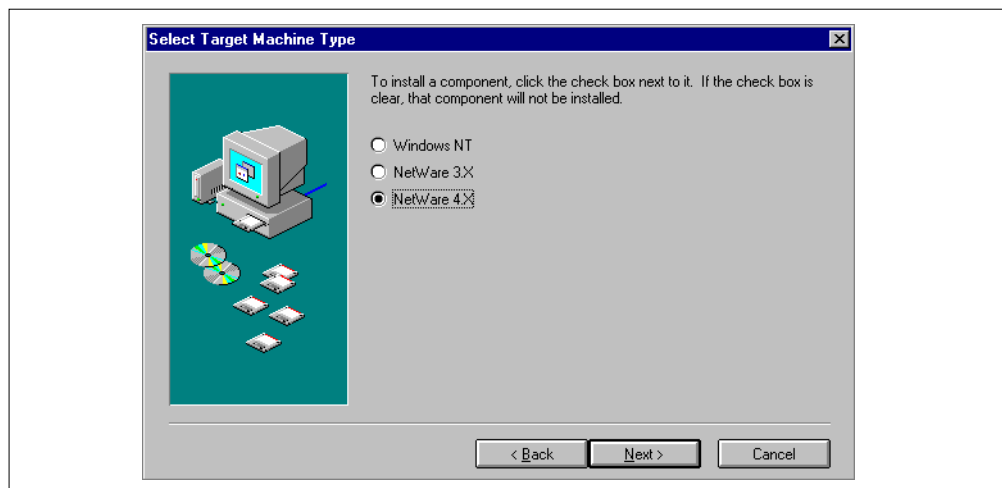 Select Target Machine Type
To install a component, click the check box next to it.  If the check box is
clear, that component will not be installed.
Windows NT
NetWare 3.X
NetWare 4.X
< Back
Next >
Cancel